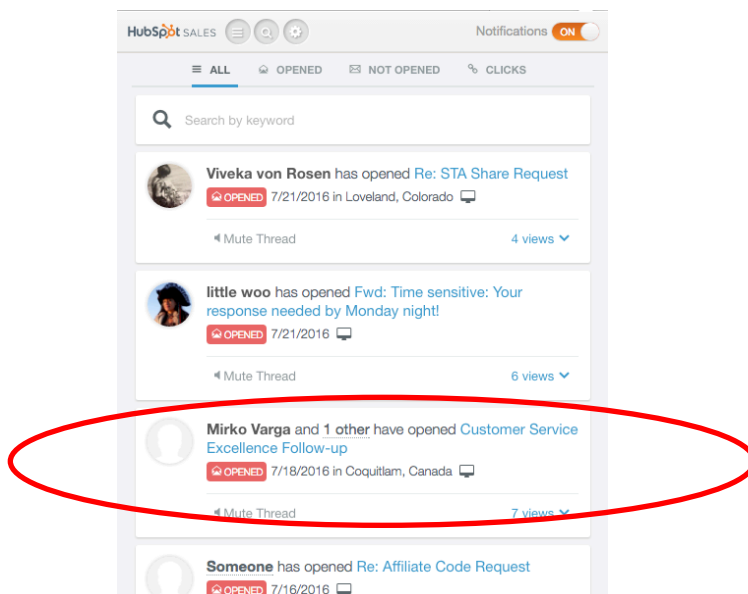 HubSpot SALES
Notifications ON
ALL OPENED NOT OPENED CLICKS
Search by keyword
Viveka von Rosen has opened Re: STA Share Request
OPENED 7/21/2016 in Loveland, Colorado
Mute Thread 4 views
little woo has opened Fwd: Time sensitive: Your
response needed by Monday night!
OPENED 7/21/2016
Mute Thread 6 views
Mirko Varga and 1 other have opened Customer Service
Excellence Follow-up
OPENED 7/18/2016 in Coquitlam, Canada
Mute Thread 7 views
Someone has opened Re: Affiliate Code Request
OPENED 7/16/2016